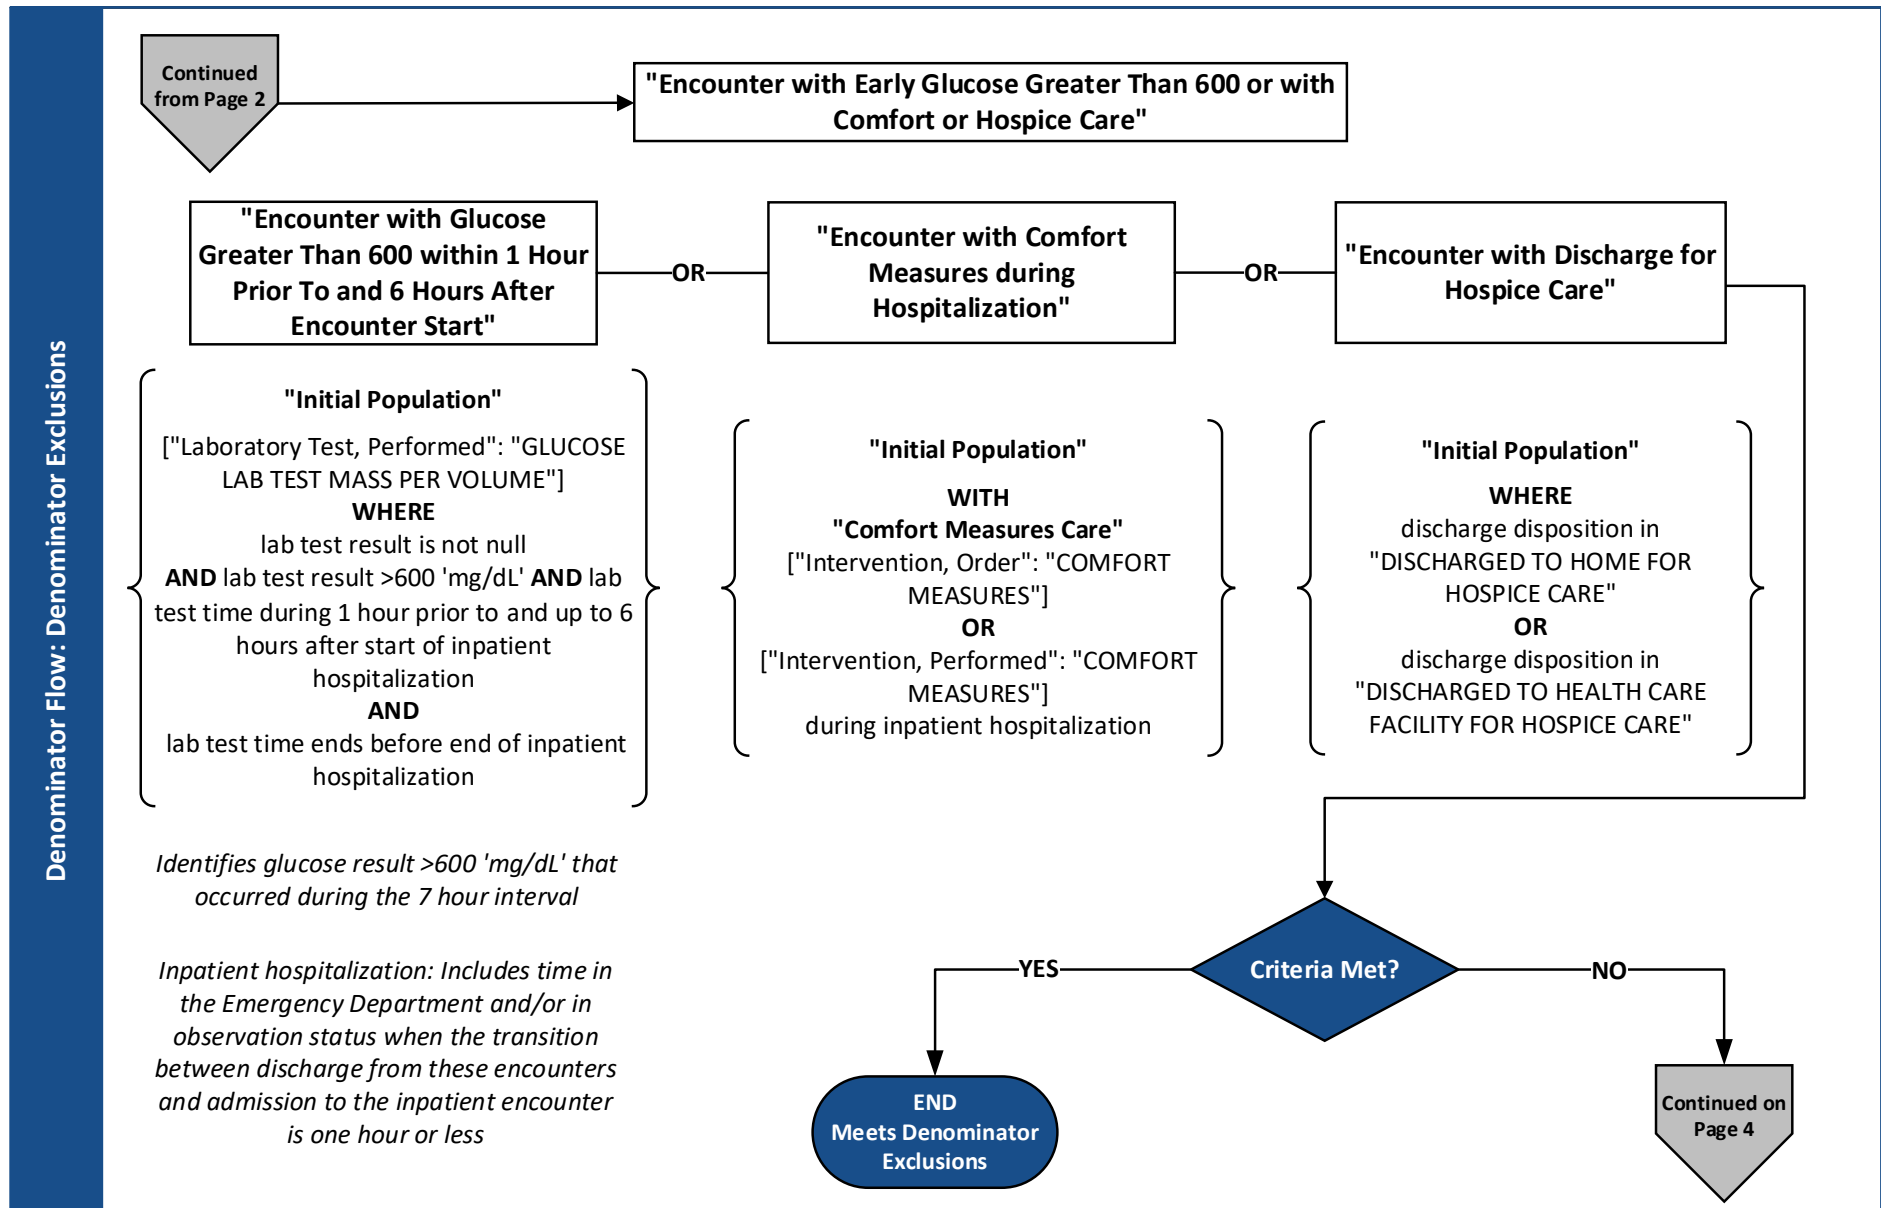 Denominator Flow: Denominator Exclusions
Continued
from Page 2
"Encounter with Early Glucose Greater Than 600 or with
Comfort or Hospice Care"
"Encounter with Glucose
Greater Than 600 within 1 Hour
Prior To and 6 Hours After
Encounter Start"
OR
"Encounter with Comfort
Measures during
Hospitalization"
OR
"Encounter with Discharge for
Hospice Care"
"Initial Population"
["Laboratory Test, Performed": "GLUCOSE
LAB TEST MASS PER VOLUME"]
WHERE
lab test result is not null
AND lab test result >600 'mg/dL' AND lab
test time during 1 hour prior to and up to 6
hours after start of inpatient
hospitalization
AND
lab test time ends before end of inpatient
hospitalization
"Initial Population"
WITH
"Comfort Measures Care"
["Intervention, Order": "COMFORT
MEASURES"]
OR
["Intervention, Performed": "COMFORT
MEASURES"]
during inpatient hospitalization
"Initial Population"
WHERE
discharge disposition in
"DISCHARGED TO HOME FOR
HOSPICE CARE"
OR
discharge disposition in
"DISCHARGED TO HEALTH CARE
FACILITY FOR HOSPICE CARE"
Identifies glucose result >600 'mg/dL' that
occurred during the 7 hour interval
Inpatient hospitalization: Includes time in
the Emergency Department and/or in
observation status when the transition
between discharge from these encounters
and admission to the inpatient encounter
is one hour or less
Criteria Met?
YES
NO
END
Meets Denominator
Exclusions
Continued on
Page 4